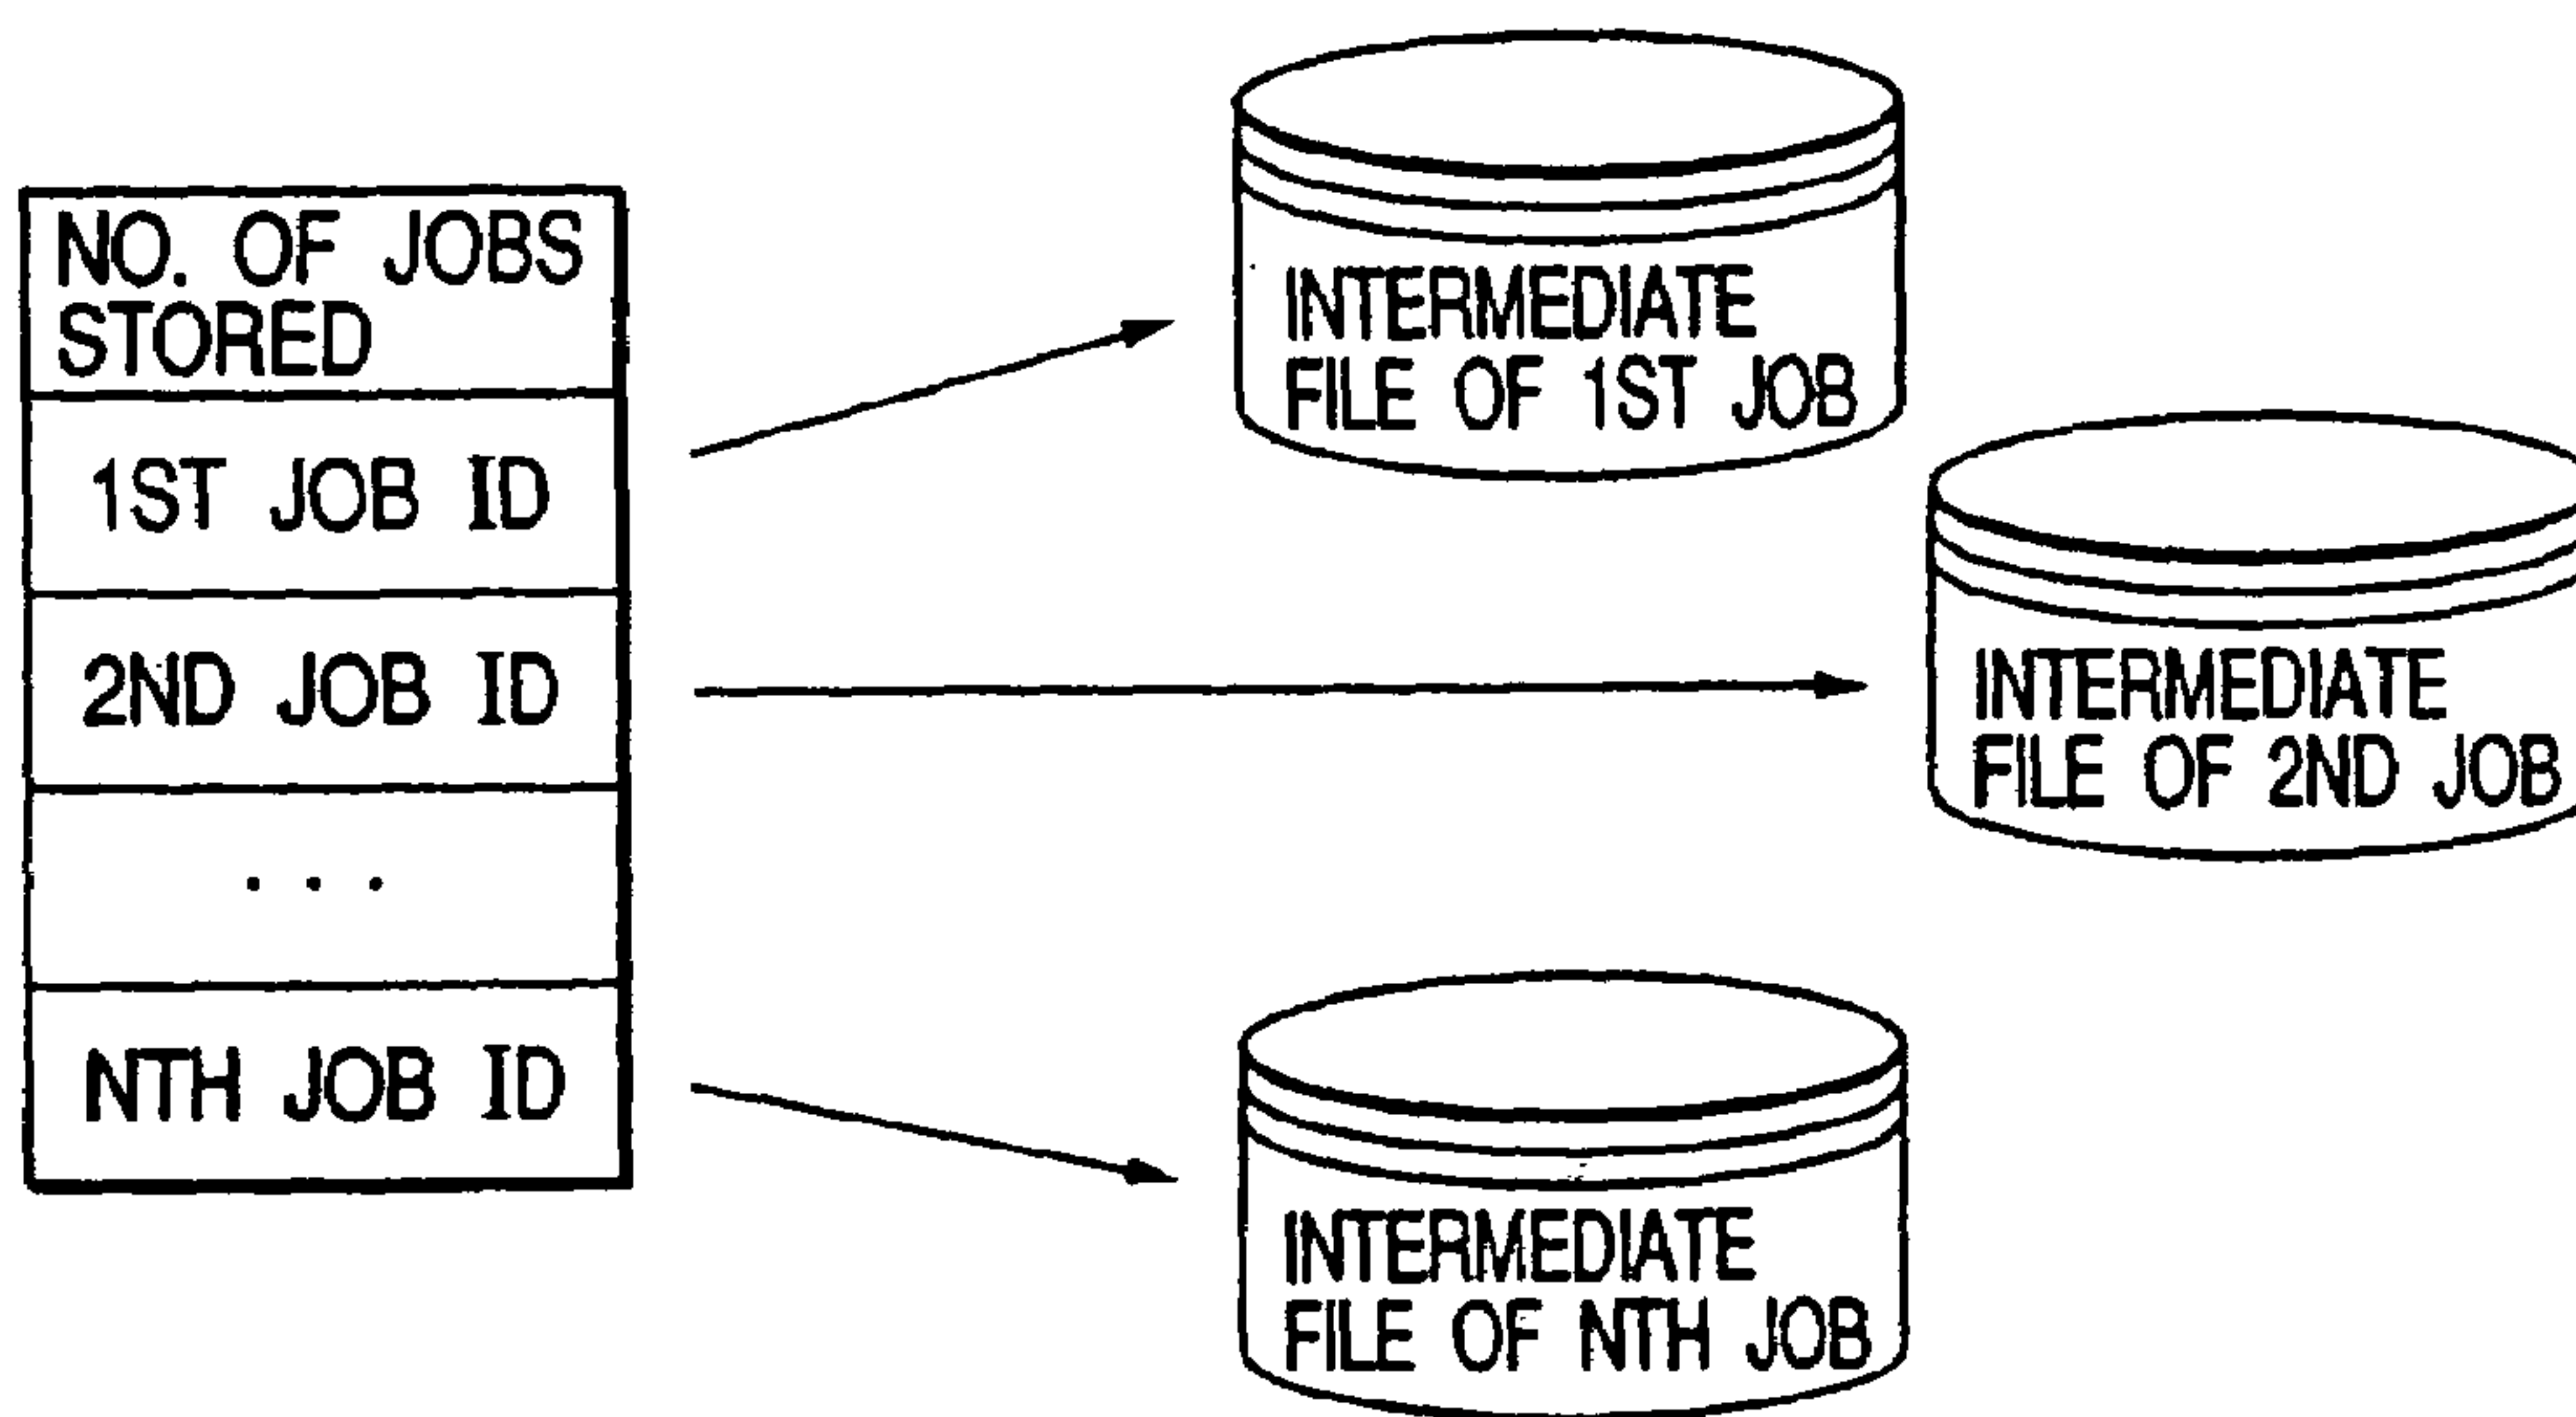 NO. OF JOBS
STORED
1ST JOB ID
2ND JOB ID
. . .
NTH JOB ID
INTERMEDIATE
FILE OF 1ST JOB
INTERMEDIATE
FILE OF 2ND JOB
INTERMEDIATE
FILE OF NTH JOB